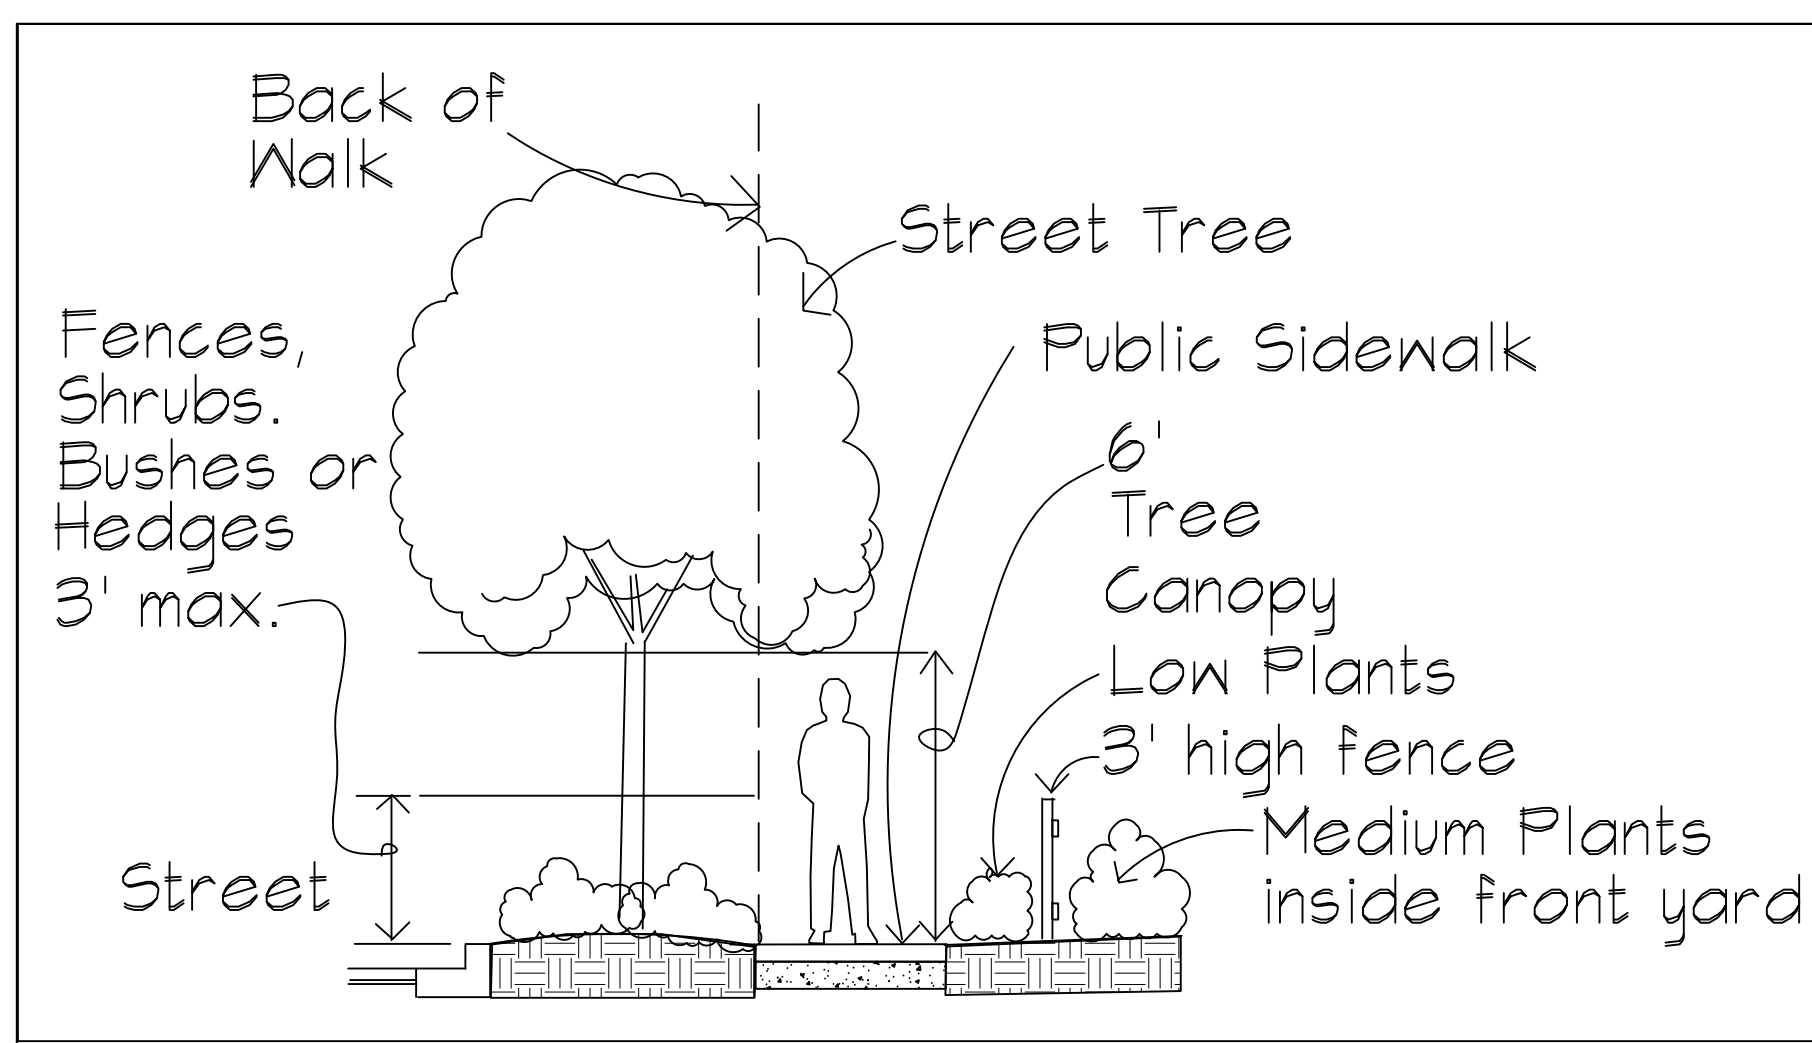 Back of
Walk
Street Tree
Fences,
Shrubs.
Bushes or
Hedges
3' max.
Public Sidewalk
6'
Tree
Canopy
Low Plants
3' high fence
Medium Plants
inside front yard
Street